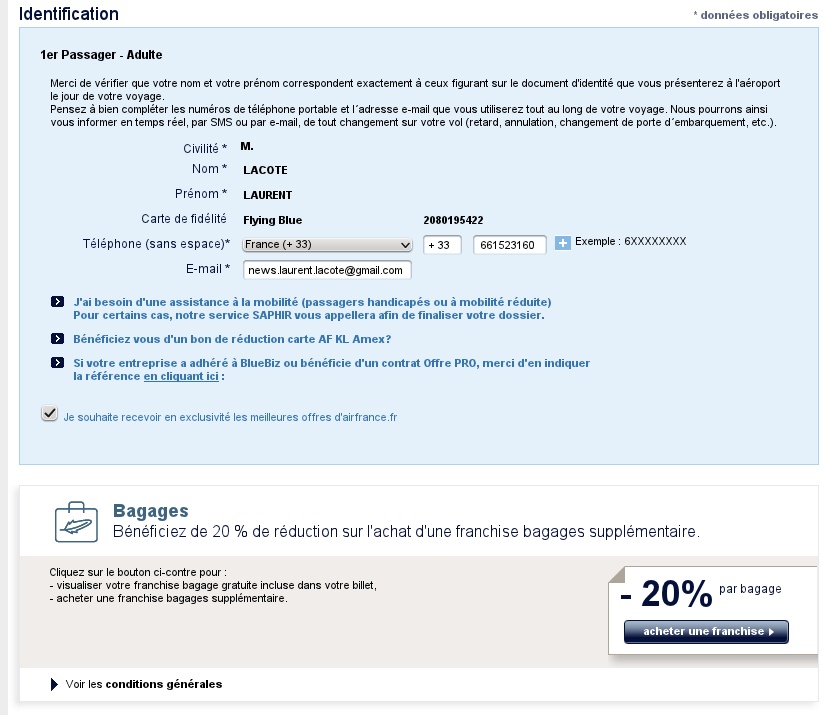 Identification
* données obligatoires
1er Passager - Adulte
Merci de vérifier que votre nom et votre prénom correspondent exactement à ceux figurant sur le document d'identité que vous présenterez à l'aéroport
le jour de votre voyage.
Pensez à bien compléter les numéros de téléphone portable et l´adresse e-mail que vous utiliserez tout au long de votre voyage. Nous pourrons ainsi
vous informer en temps réel, par SMS ou par e-mail, de tout changement sur votre vol (retard, annulation, changement de porte d´embarquement, etc.).
Civilité * M.
Nom * LACOTE
Prénom * LAURENT
Carte de fidélité Flying Blue 2080195422
Téléphone (sans espace)* France (+ 33) + 33 661523160 + Exemple : 6XXXXXXXX
E-mail * news.laurent.lacote@gmail.com
J'ai besoin d'une assistance à la mobilité (passagers handicapés ou à mobilité réduite)
Pour certains cas, notre service SAPHIR vous appellera afin de finaliser votre dossier.
Bénéficiez vous d'un bon de réduction carte AF KL Amex?
Si votre entreprise a adhéré à BlueBiz ou bénéficie d'un contrat Offre PRO, merci d'en indiquer
la référence en cliquant ici :
Je souhaite recevoir en exclusivité les meilleures offres d'airfrance.fr
Bagages
Bénéficiez de 20 % de réduction sur l'achat d'une franchise bagages supplémentaire.
Cliquez sur le bouton ci-contre pour :
- visualiser votre franchise bagage gratuite incluse dans votre billet,
- acheter une franchise bagages supplémentaire.
- 20% par bagage
acheter une franchise
Voir les conditions générales